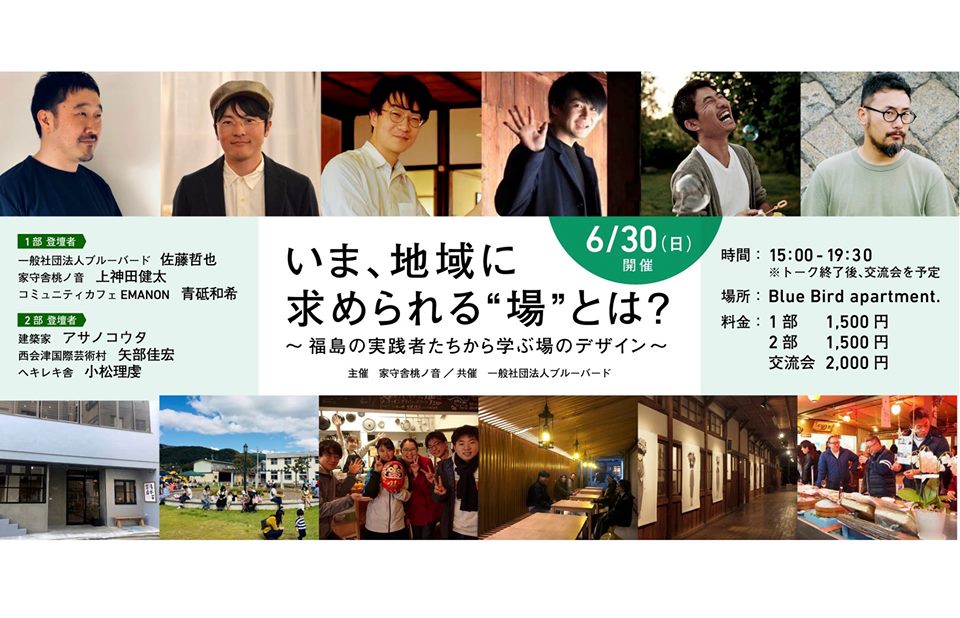 1部 登壇者
一般社団法人ブルーバード 佐藤哲也
家守舎桃ノ音 上神田健太
コミュニティカフェ EMANON 青砥和希
2部 登壇者
建築家 アサノコウタ
西会津国際芸術村 矢部佳宏
ヘキレキ舎 小松理虔
6/30(日)
開催
いま、地域に
求められる“場”とは？
～ 福島の実践者たちから学ぶ場のデザイン ～
主催 家守舎桃ノ音／共催 一般社団法人ブルーバード
時間：15:00-19:30
※トーク終了後、交流会を予定
場所：Blue Bird apartment.
料金：1部 1,500円
2部 1,500円
交流会 2,000円